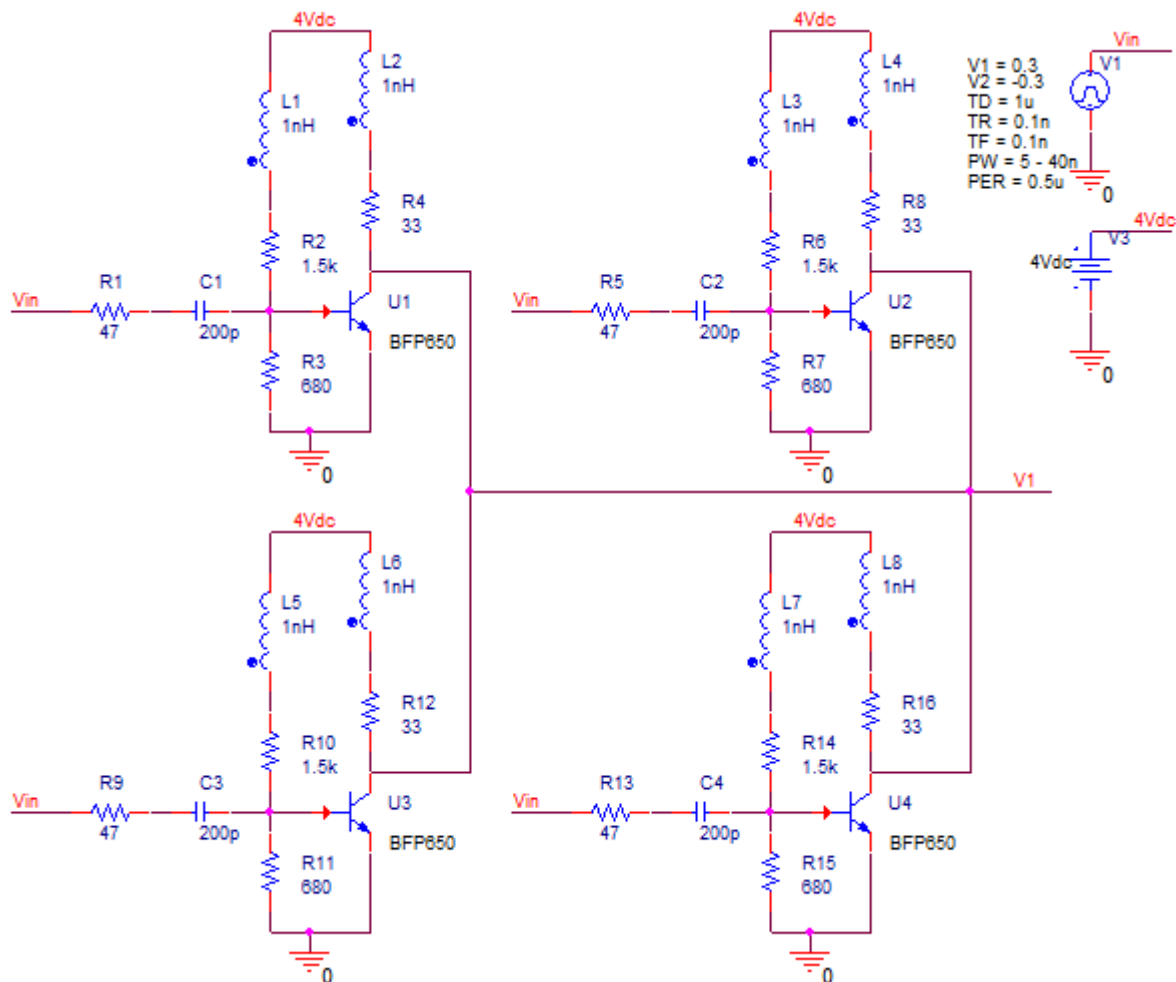 4Vdc
L2
1nH
L1
1nH
R4
33
R2
1.5k
Vin
R1
47
C1
200p
U1
BFP650
R3
680
0
4Vdc
L4
1nH
L3
1nH
R8
33
R6
1.5k
Vin
R5
47
C2
200p
U2
BFP650
R7
680
0
Vin
V1
V1 = 0.3
V2 = -0.3
TD = 1u
TR = 0.1n
TF = 0.1n
PW = 5 - 40n
PER = 0.5u
0
4Vdc
V3
4Vdc
0
V1
4Vdc
L6
1nH
L5
1nH
R12
33
R10
1.5k
Vin
R9
47
C3
200p
U3
BFP650
R11
680
0
4Vdc
L8
1nH
L7
1nH
R16
33
R14
1.5k
Vin
R13
47
C4
200p
U4
BFP650
R15
680
0